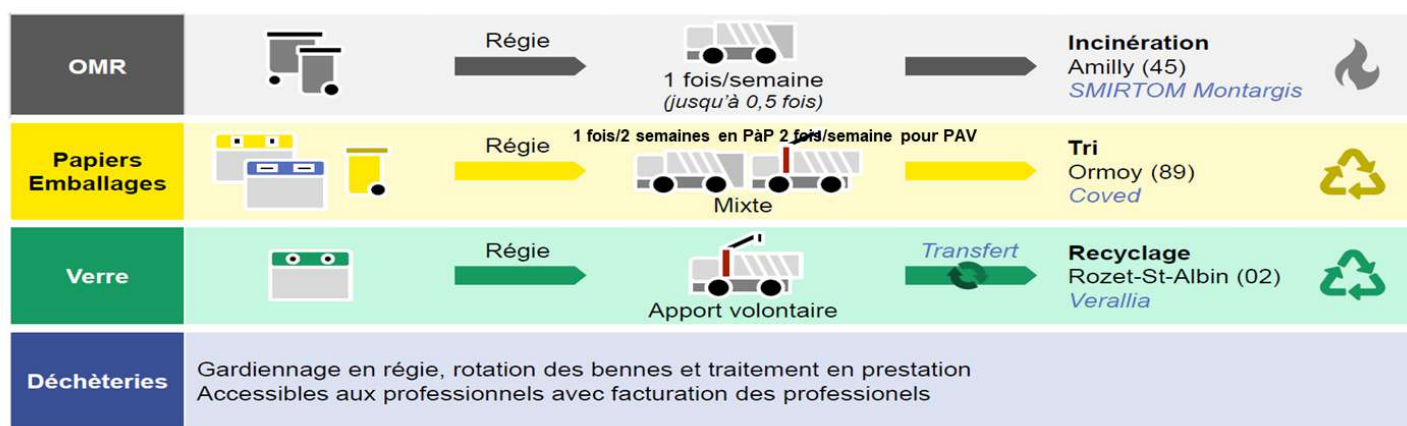 OMR
Régie
1 fois/semaine
(jusqu'à 0,5 fois)
Incinération
Amilly (45)
SMIRTOM Montargis
Papiers
Emballages
Régie
1 fois/2 semaines en PàP 2 fois/semaine pour PAV
Mixte
Tri
Ormoy (89)
Coved
Verre
Régie
Apport volontaire
Transfert
Recyclage
Rozet-St-Albin (02)
Verallia
Déchèteries
Gardiennage en régie, rotation des bennes et traitement en prestation
Accessibles aux professionnels avec facturation des professionels